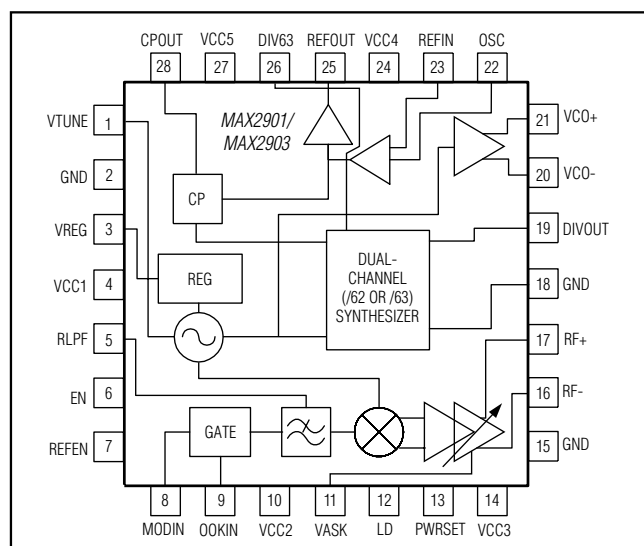 CPOUT VCC5 DIV63 REFOUT VCC4 REFIN OSC
28 27 26 25 24 23 22
VTUNE 1
GND 2
VREG 3
VCC1 4
RLPF 5
EN 6
REFEN 7
MAX2901/
MAX2903
CP
REG
DUAL-
CHANNEL
(/62 OR /63)
SYNTHESIZER
GATE
21 VCO+
20 VCO-
19 DIVOUT
18 GND
17 RF+
16 RF-
15 GND
8 9 10 11 12 13 14
MODIN OOKIN VCC2 VASK LD PWRSET VCC3